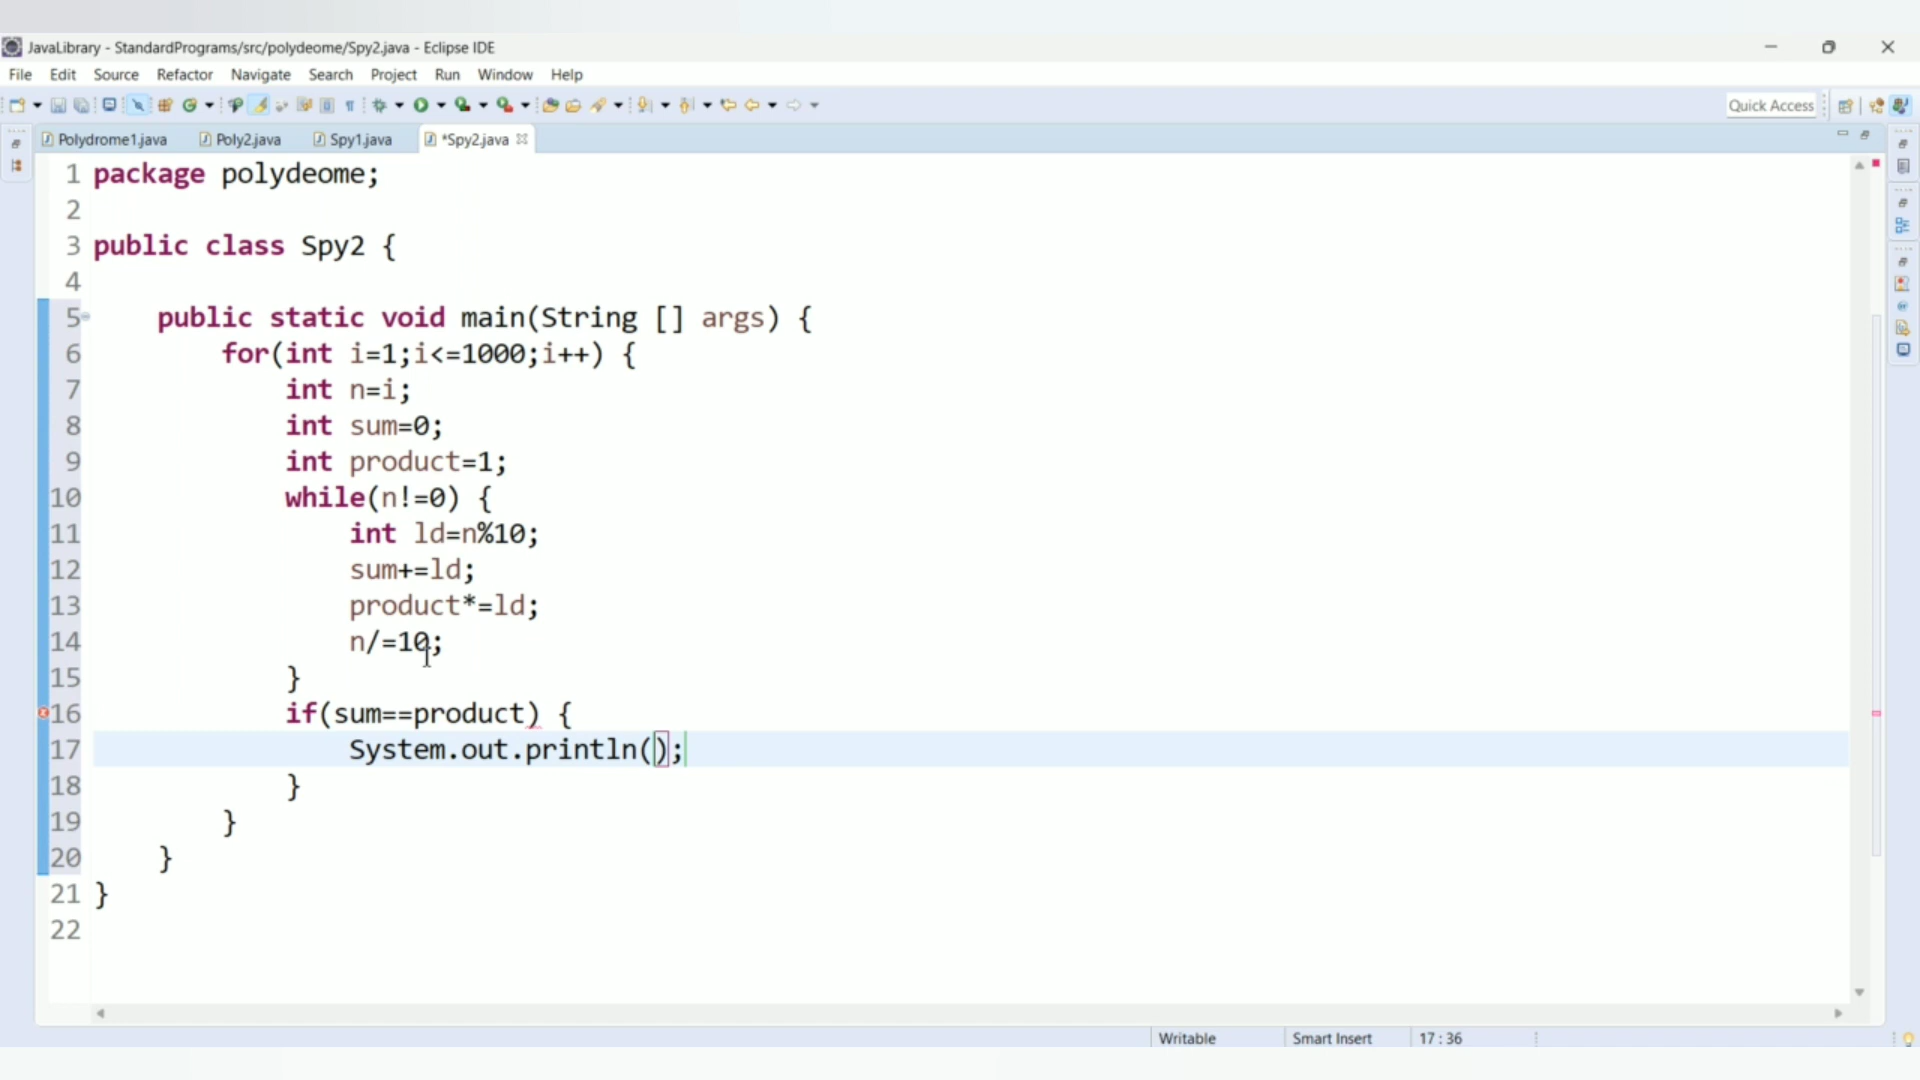 JavaLibrary - StandardPrograms/src/polydeome/Spy2.java - Eclipse IDE
File Edit Source Refactor Navigate Search Project Run Window Help
Quick Access
Polydrome1.java Poly2.java Spy1.java *Spy2.java
1 package polydeome;
2
3 public class Spy2 {
4
5 public static void main(String [] args) {
6 for(int i=1;i<=1000;i++) {
7 int n=i;
8 int sum=0;
9 int product=1;
10 while(n!=0) {
11 int ld=n%10;
12 sum+=ld;
13 product*=ld;
14 n/=10;
15 }
16 if(sum==product) {
17 System.out.println();
18 }
19 }
20 }
21 }
22
Writable Smart Insert 17 : 36